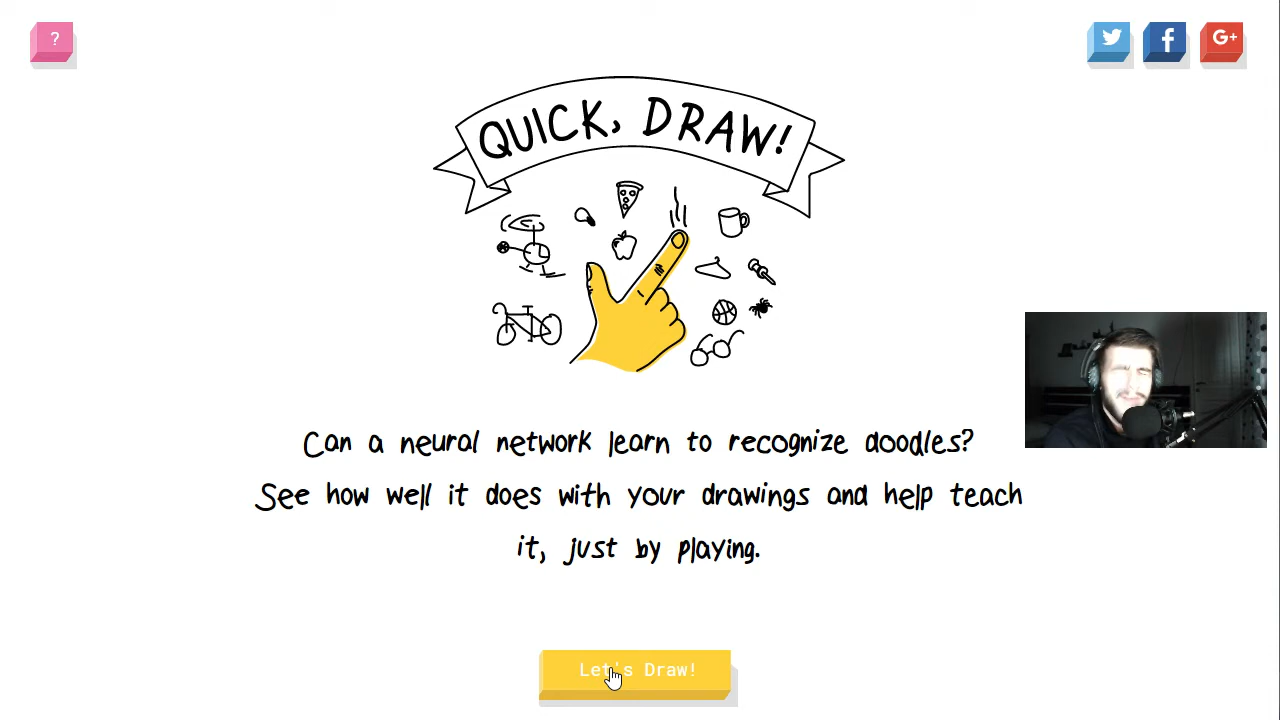 ?
f
G+
QUICK, DRAW!
Can a neural network learn to recognize doodles?
See how well it does with your drawings and help teach
it, just by playing.
Let's Draw!